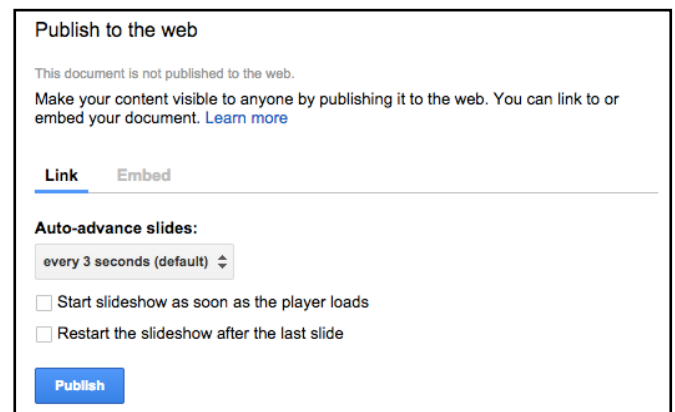 Publish to the web
This document is not published to the web.
Make your content visible to anyone by publishing it to the web. You can link to or
embed your document. Learn more
Link Embed
Auto-advance slides:
every 3 seconds (default)
Start slideshow as soon as the player loads
Restart the slideshow after the last slide
Publish